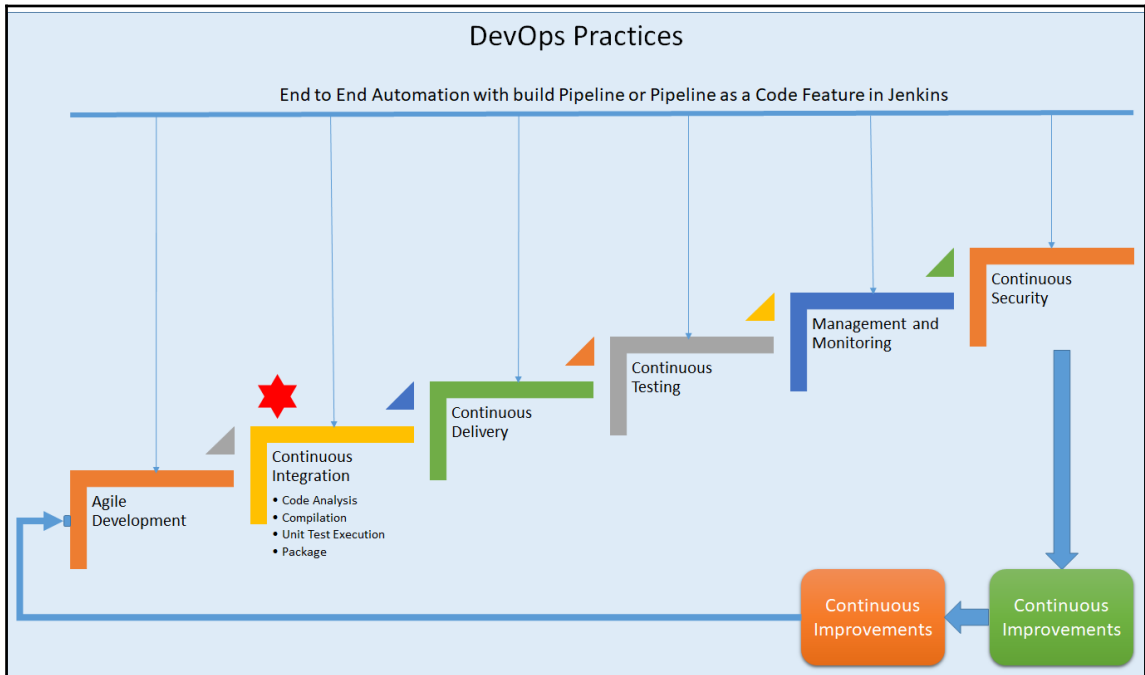 DevOps Practices
End to End Automation with build Pipeline or Pipeline as a Code Feature in Jenkins
Continuous
Security
Management and
Monitoring
Continuous
Testing
Continuous
Delivery
Continuous
Integration
• Code Analysis
• Compilation
• Unit Test Execution
• Package
Agile
Development
Continuous
Improvements
Continuous
Improvements